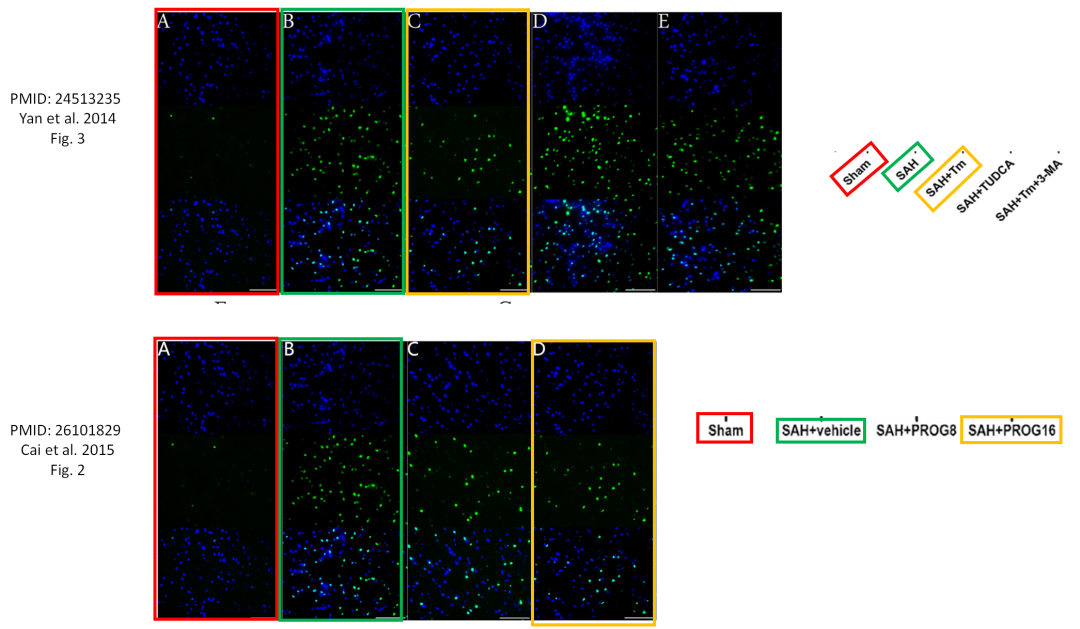 A B C D E
PMID: 24513235
Yan et al. 2014
Fig. 3
Sham
SAH
SAH+Tm
SAH+TUDCA
SAH+Tm+3-MA
A B C D
PMID: 26101829
Cai et al. 2015
Fig. 2
Sham SAH+vehicle SAH+PROG8 SAH+PROG16